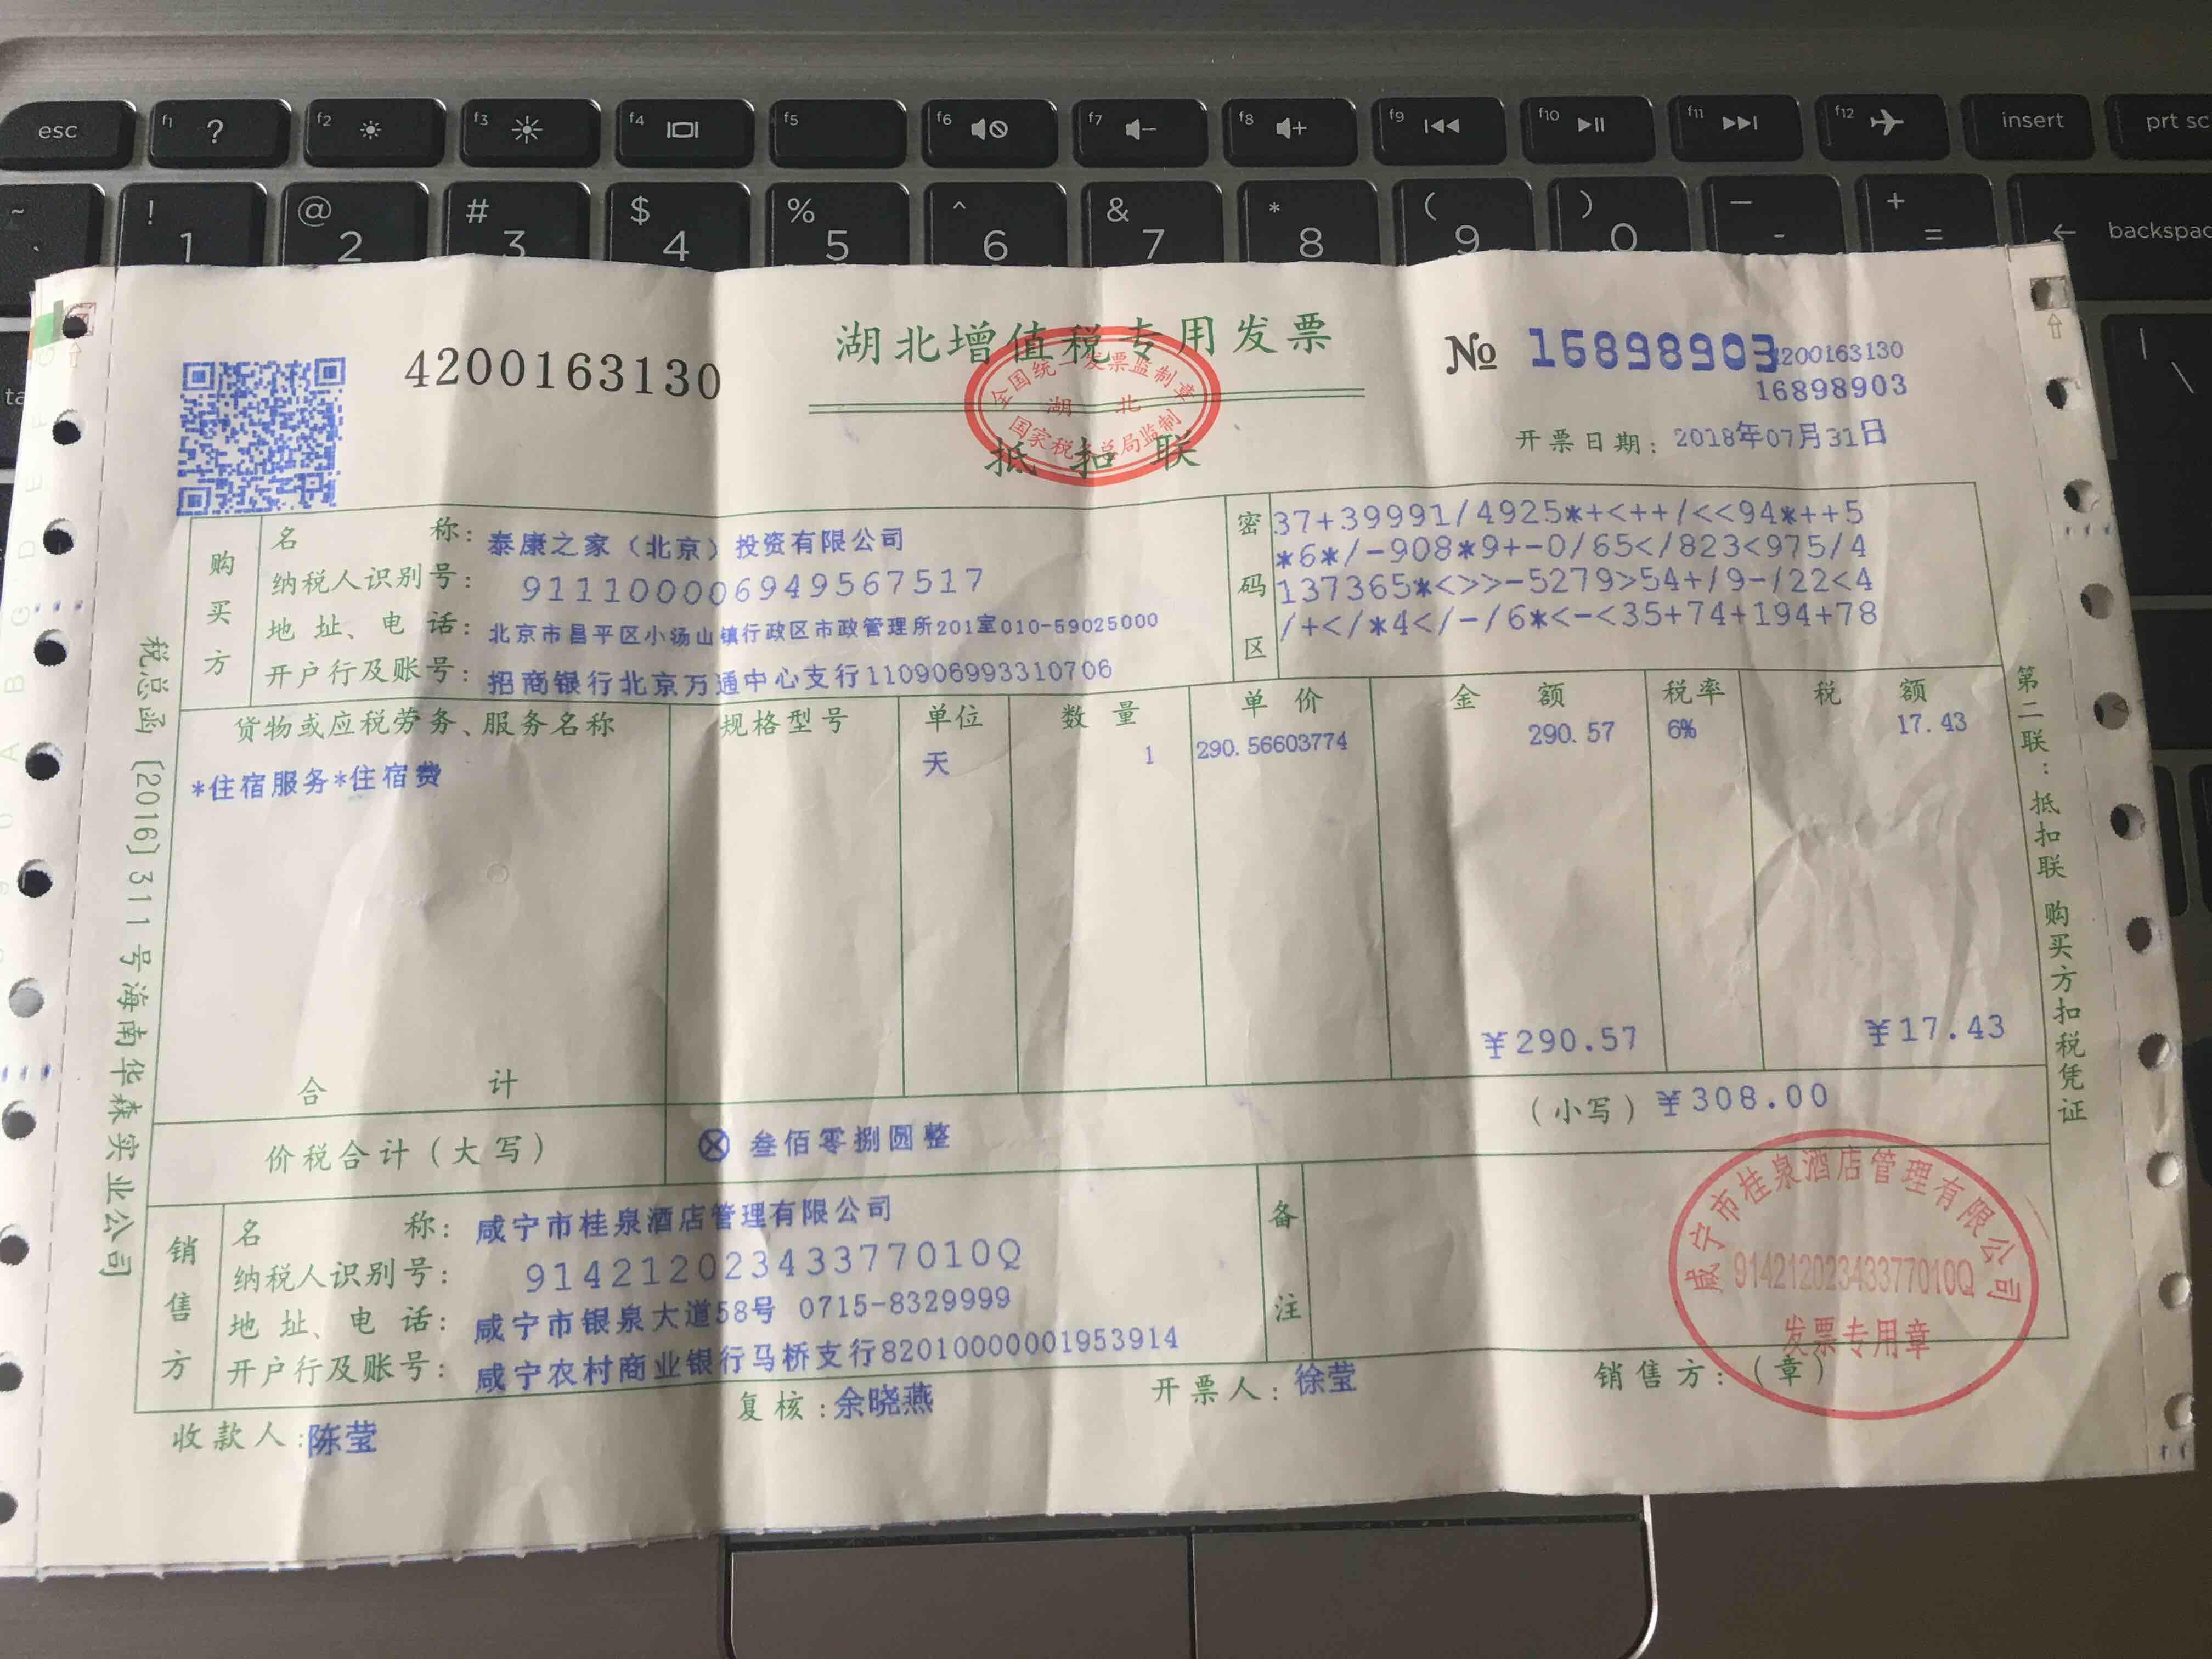 esc
f1 ?
f2
f3
f4
f5
f6
f7
f8
f9
f10
f11
f12
insert
prt sc
~
! 1
@ 2
# 3
$ 4
% 5
^ 6
& 7
* 8
( 9
) 0
— -
+ =
← backspac
4200163130
湖北增值税专用发票
全国统一发票监制章
湖 北
国家税务总局监制
抵扣联
№ 16898903
4200163130
16898903
开票日期: 2018年07月31日
购买方
名 称: 泰康之家(北京)投资有限公司
纳税人识别号: 911100006949567517
地 址、电 话: 北京市昌平区小汤山镇行政区市政管理所201室010-59025000
开户行及账号: 招商银行北京万通中心支行110906993310706
密码区
37+39991/4925*+<++/<<94*++5
*6*/-908*9+-0/65</823<975/4
137365*<>>-5279>54+/9-/22<4
/+</*4</-/6*<-<35+74+194+78
货物或应税劳务、服务名称 规格型号 单位 数 量 单 价 金 额 税率 税 额
*住宿服务*住宿费 天 1 290.56603774 290.57 6% 17.43
合 计 ¥290.57 ¥17.43
价税合计(大写) ⊗ 叁佰零捌圆整 (小写) ¥308.00
销售方
名 称: 咸宁市桂泉酒店管理有限公司
纳税人识别号: 91421202343377010Q
地 址、电 话: 咸宁市银泉大道58号 0715-8329999
开户行及账号: 咸宁农村商业银行马桥支行82010000001953914
备注
咸宁市桂泉酒店管理有限公司
91421202343377010Q
发票专用章
收款人: 陈莹 复核: 余晓燕 开票人: 徐莹 销售方: (章)
税总函[2016]311号海南华森实业公司
第二联: 抵扣联 购买方扣税凭证